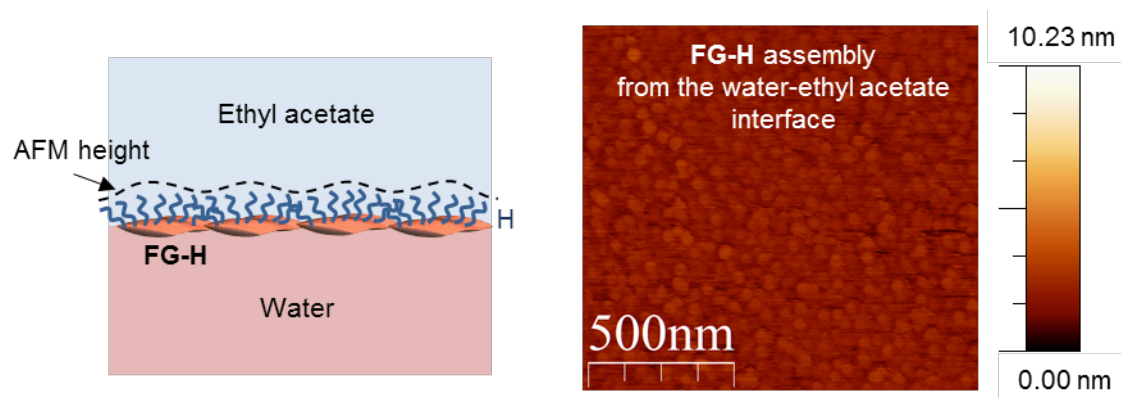 Ethyl acetate
AFM height
H
FG-H
Water
FG-H assembly
from the water-ethyl acetate
interface
500nm
10.23 nm
0.00 nm